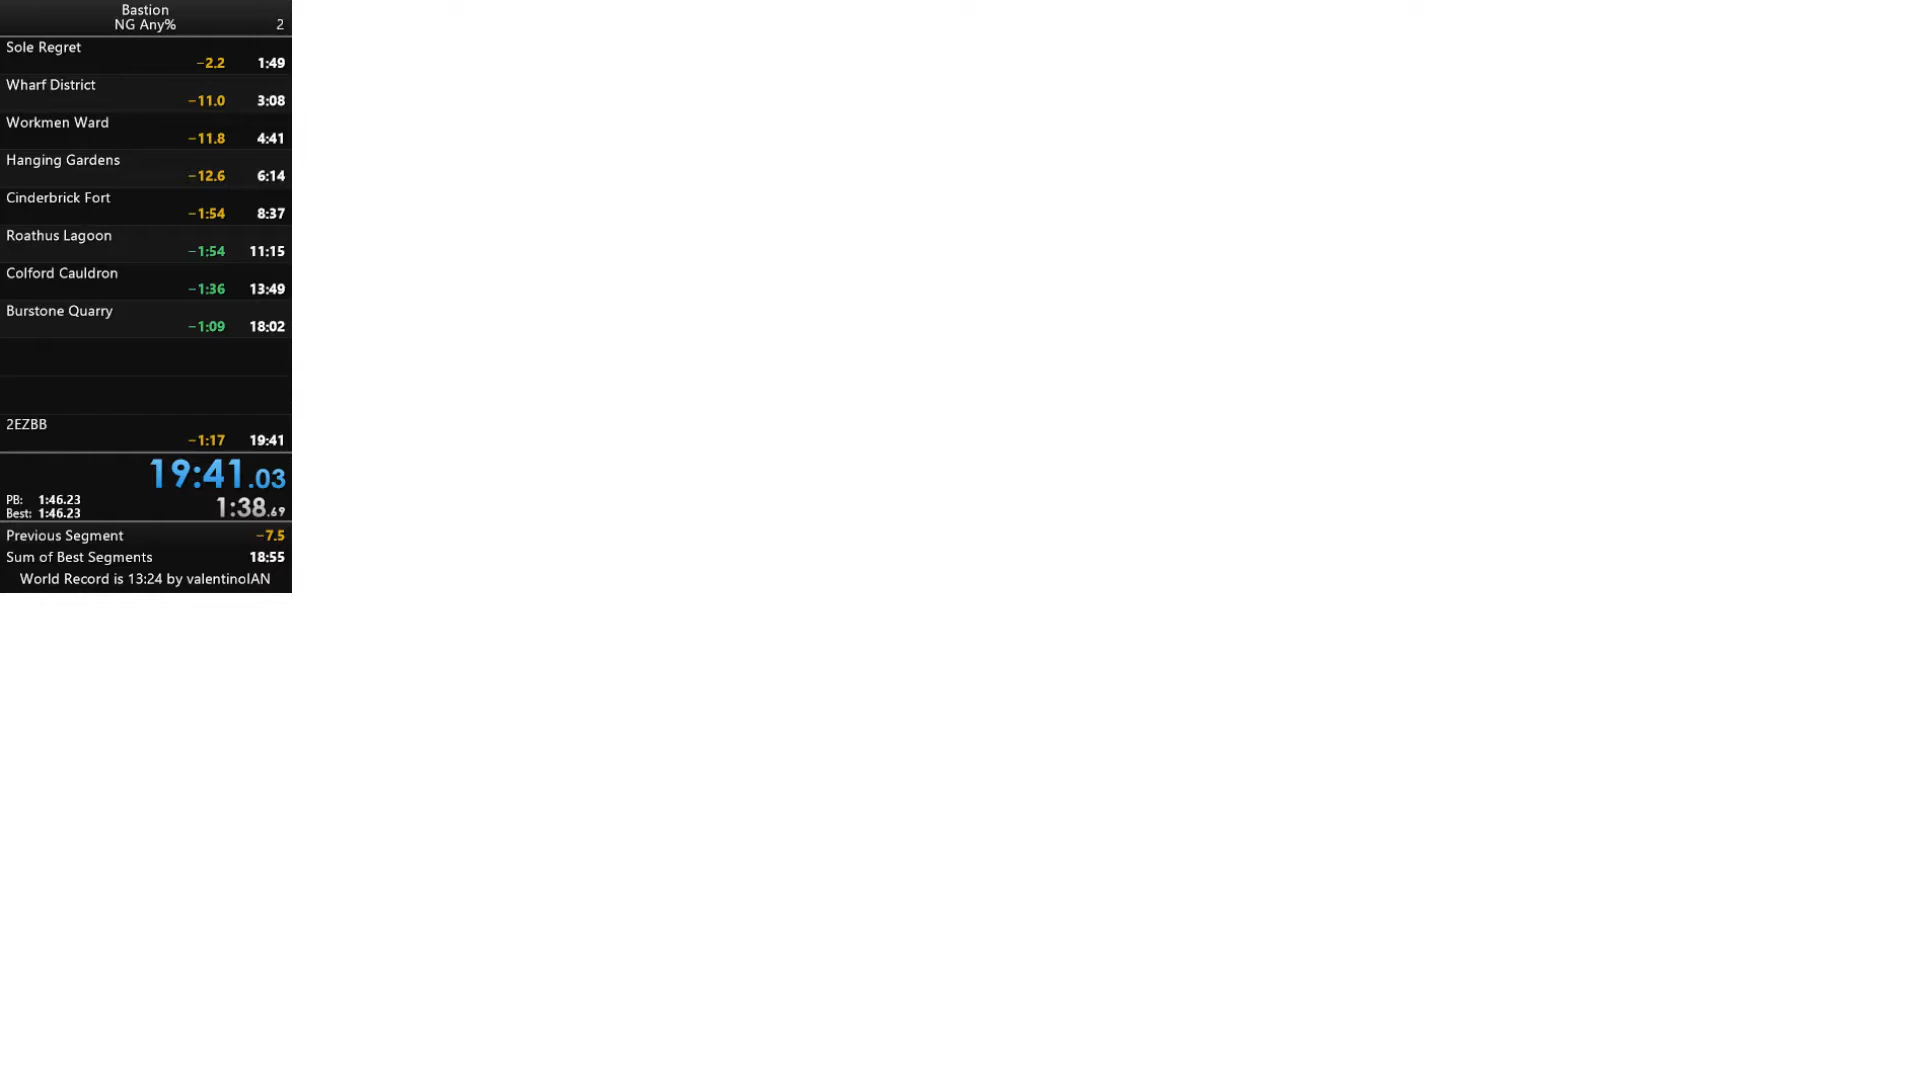 Bastion
NG Any% 2
Sole Regret
−2.2 1:49
Wharf District
−11.0 3:08
Workmen Ward
−11.8 4:41
Hanging Gardens
−12.6 6:14
Cinderbrick Fort
−1:54 8:37
Roathus Lagoon
−1:54 11:15
Colford Cauldron
−1:36 13:49
Burstone Quarry
−1:09 18:02
2EZBB
−1:17 19:41
19:41.03
PB: 1:46.23
Best: 1:46.23
1:38.69
Previous Segment −7.5
Sum of Best Segments 18:55
World Record is 13:24 by valentinoIAN